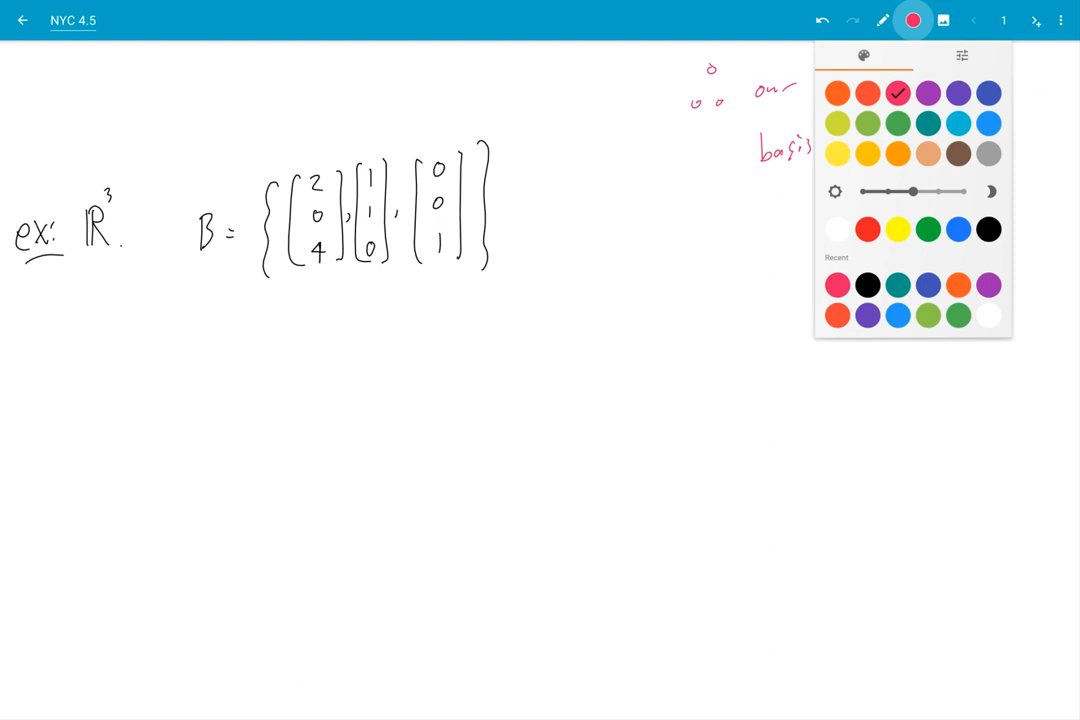 NYC 4.5
1
∴ our
basis
ex: ℝ³. B = { [2 0 4], [1 1 0], [0 0 1] }
Recent